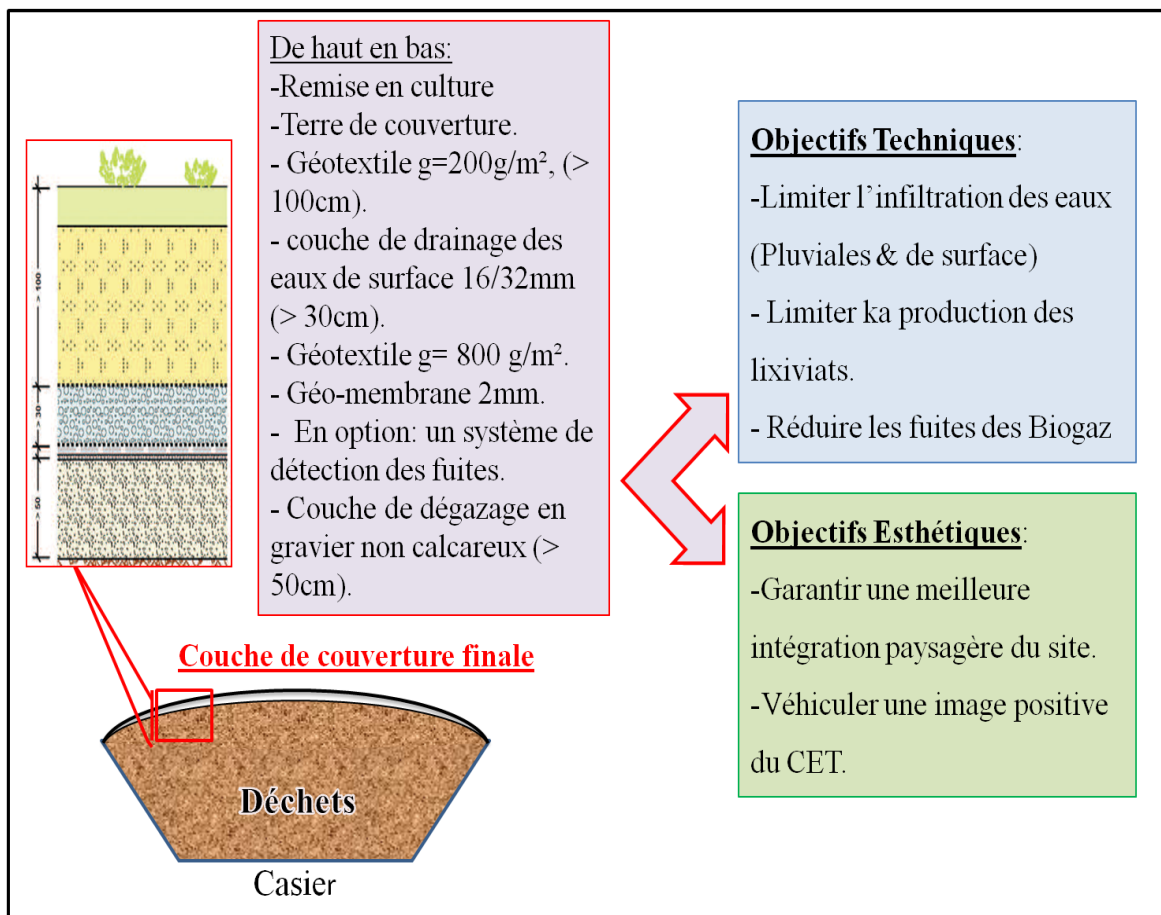 De haut en bas:
-Remise en culture
-Terre de couverture.
- Géotextile g=200g/m², (>
100cm).
- couche de drainage des
eaux de surface 16/32mm
(> 30cm).
- Géotextile g= 800 g/m².
- Géo-membrane 2mm.
- En option: un système de
détection des fuites.
- Couche de dégazage en
gravier non calcareux (>
50cm).
> 100
> 30
> 50
Objectifs Techniques:
-Limiter l'infiltration des eaux
(Pluviales & de surface)
- Limiter ka production des
lixiviats.
- Réduire les fuites des Biogaz
Objectifs Esthétiques:
-Garantir une meilleure
intégration paysagère du site.
-Véhiculer une image positive
du CET.
Couche de couverture finale
Déchets
Casier